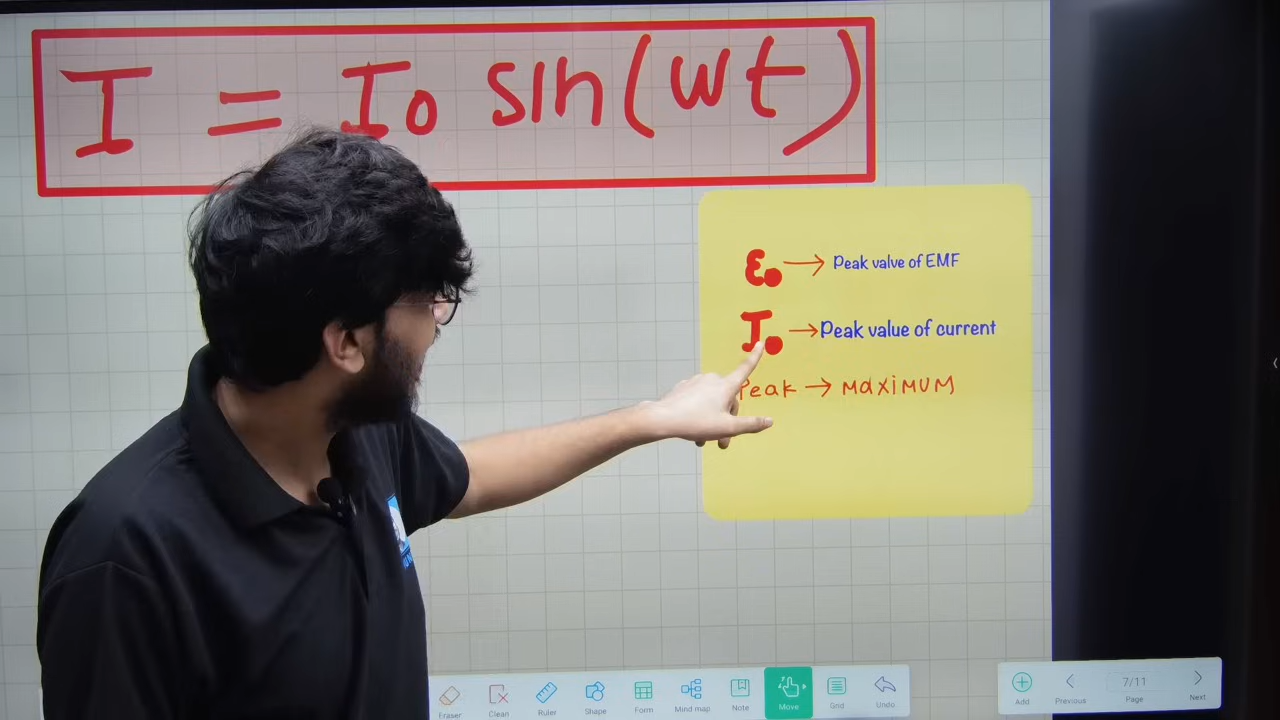 I = I₀ sin(wt)
ε₀ → Peak valve of EMF
I₀ → Peak value of current
Peak → MAXIMUM
Eraser Clean Ruler Shape Form Mind map Note Move Grid Undo
Add Previous 7/11 Page Next